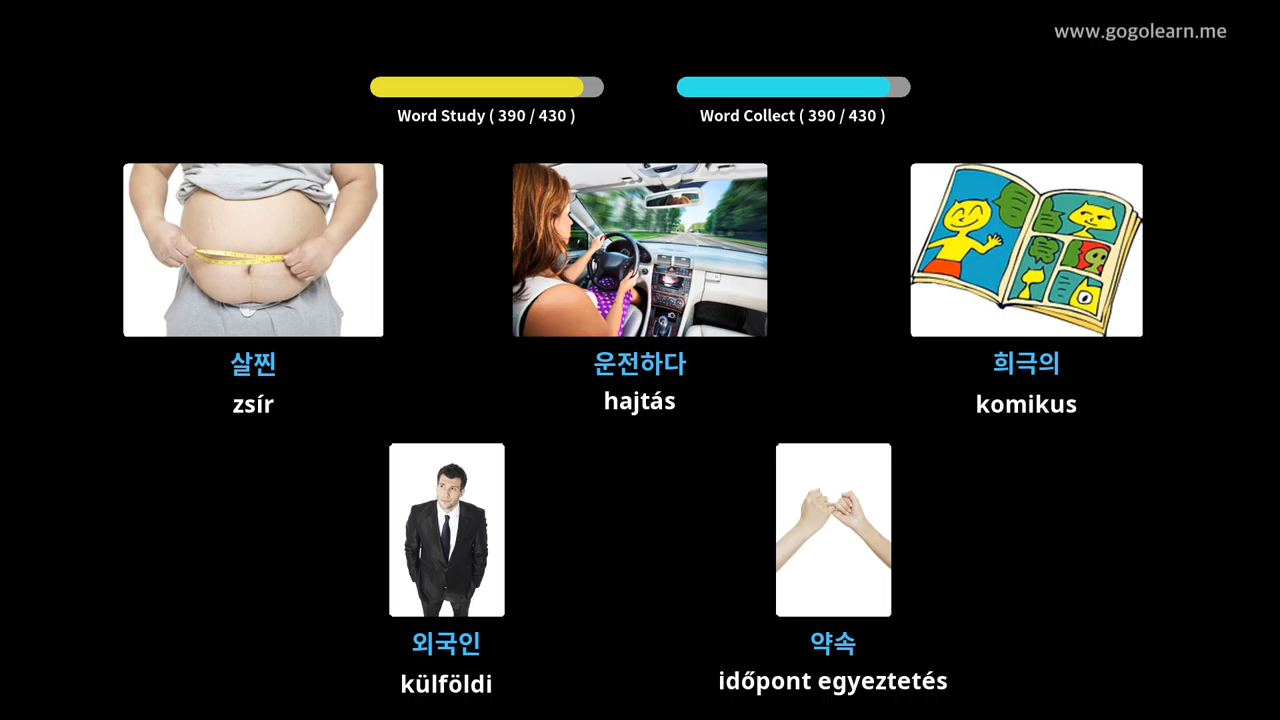 www.gogolearn.me
Word Study ( 390 / 430 )
Word Collect ( 390 / 430 )
살찐
zsír
운전하다
hajtás
희극의
komikus
외국인
külföldi
약속
időpont egyeztetés